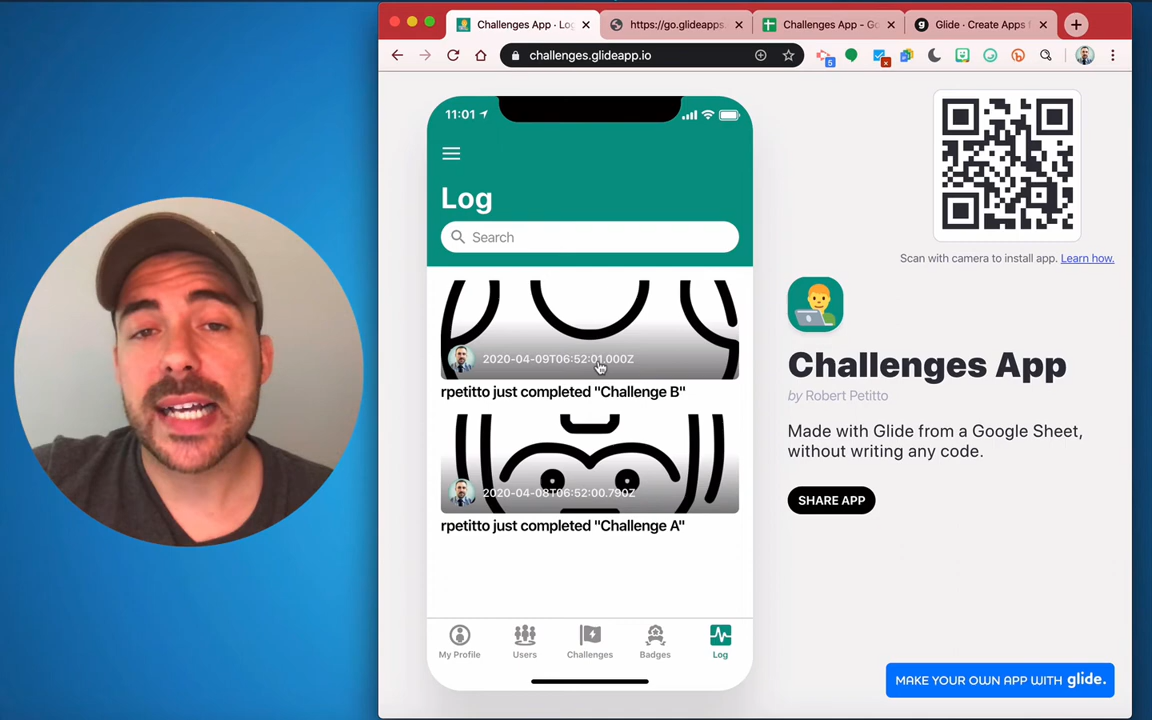 Challenges App · Lo
https://go.glideapps.
Challenges App - Go
Glide · Create Apps f
challenges.glideapp.io
5
x
11:01
Log
Search
2020-04-09T06:52:01.000Z
rpetitto just completed "Challenge B"
2020-04-08T06:52:00.790Z
rpetitto just completed "Challenge A"
My Profile
Users
Challenges
Badges
Log
Scan with camera to install app. Learn how.
Challenges App
by Robert Petitto
Made with Glide from a Google Sheet,
without writing any code.
SHARE APP
MAKE YOUR OWN APP WITH glide.